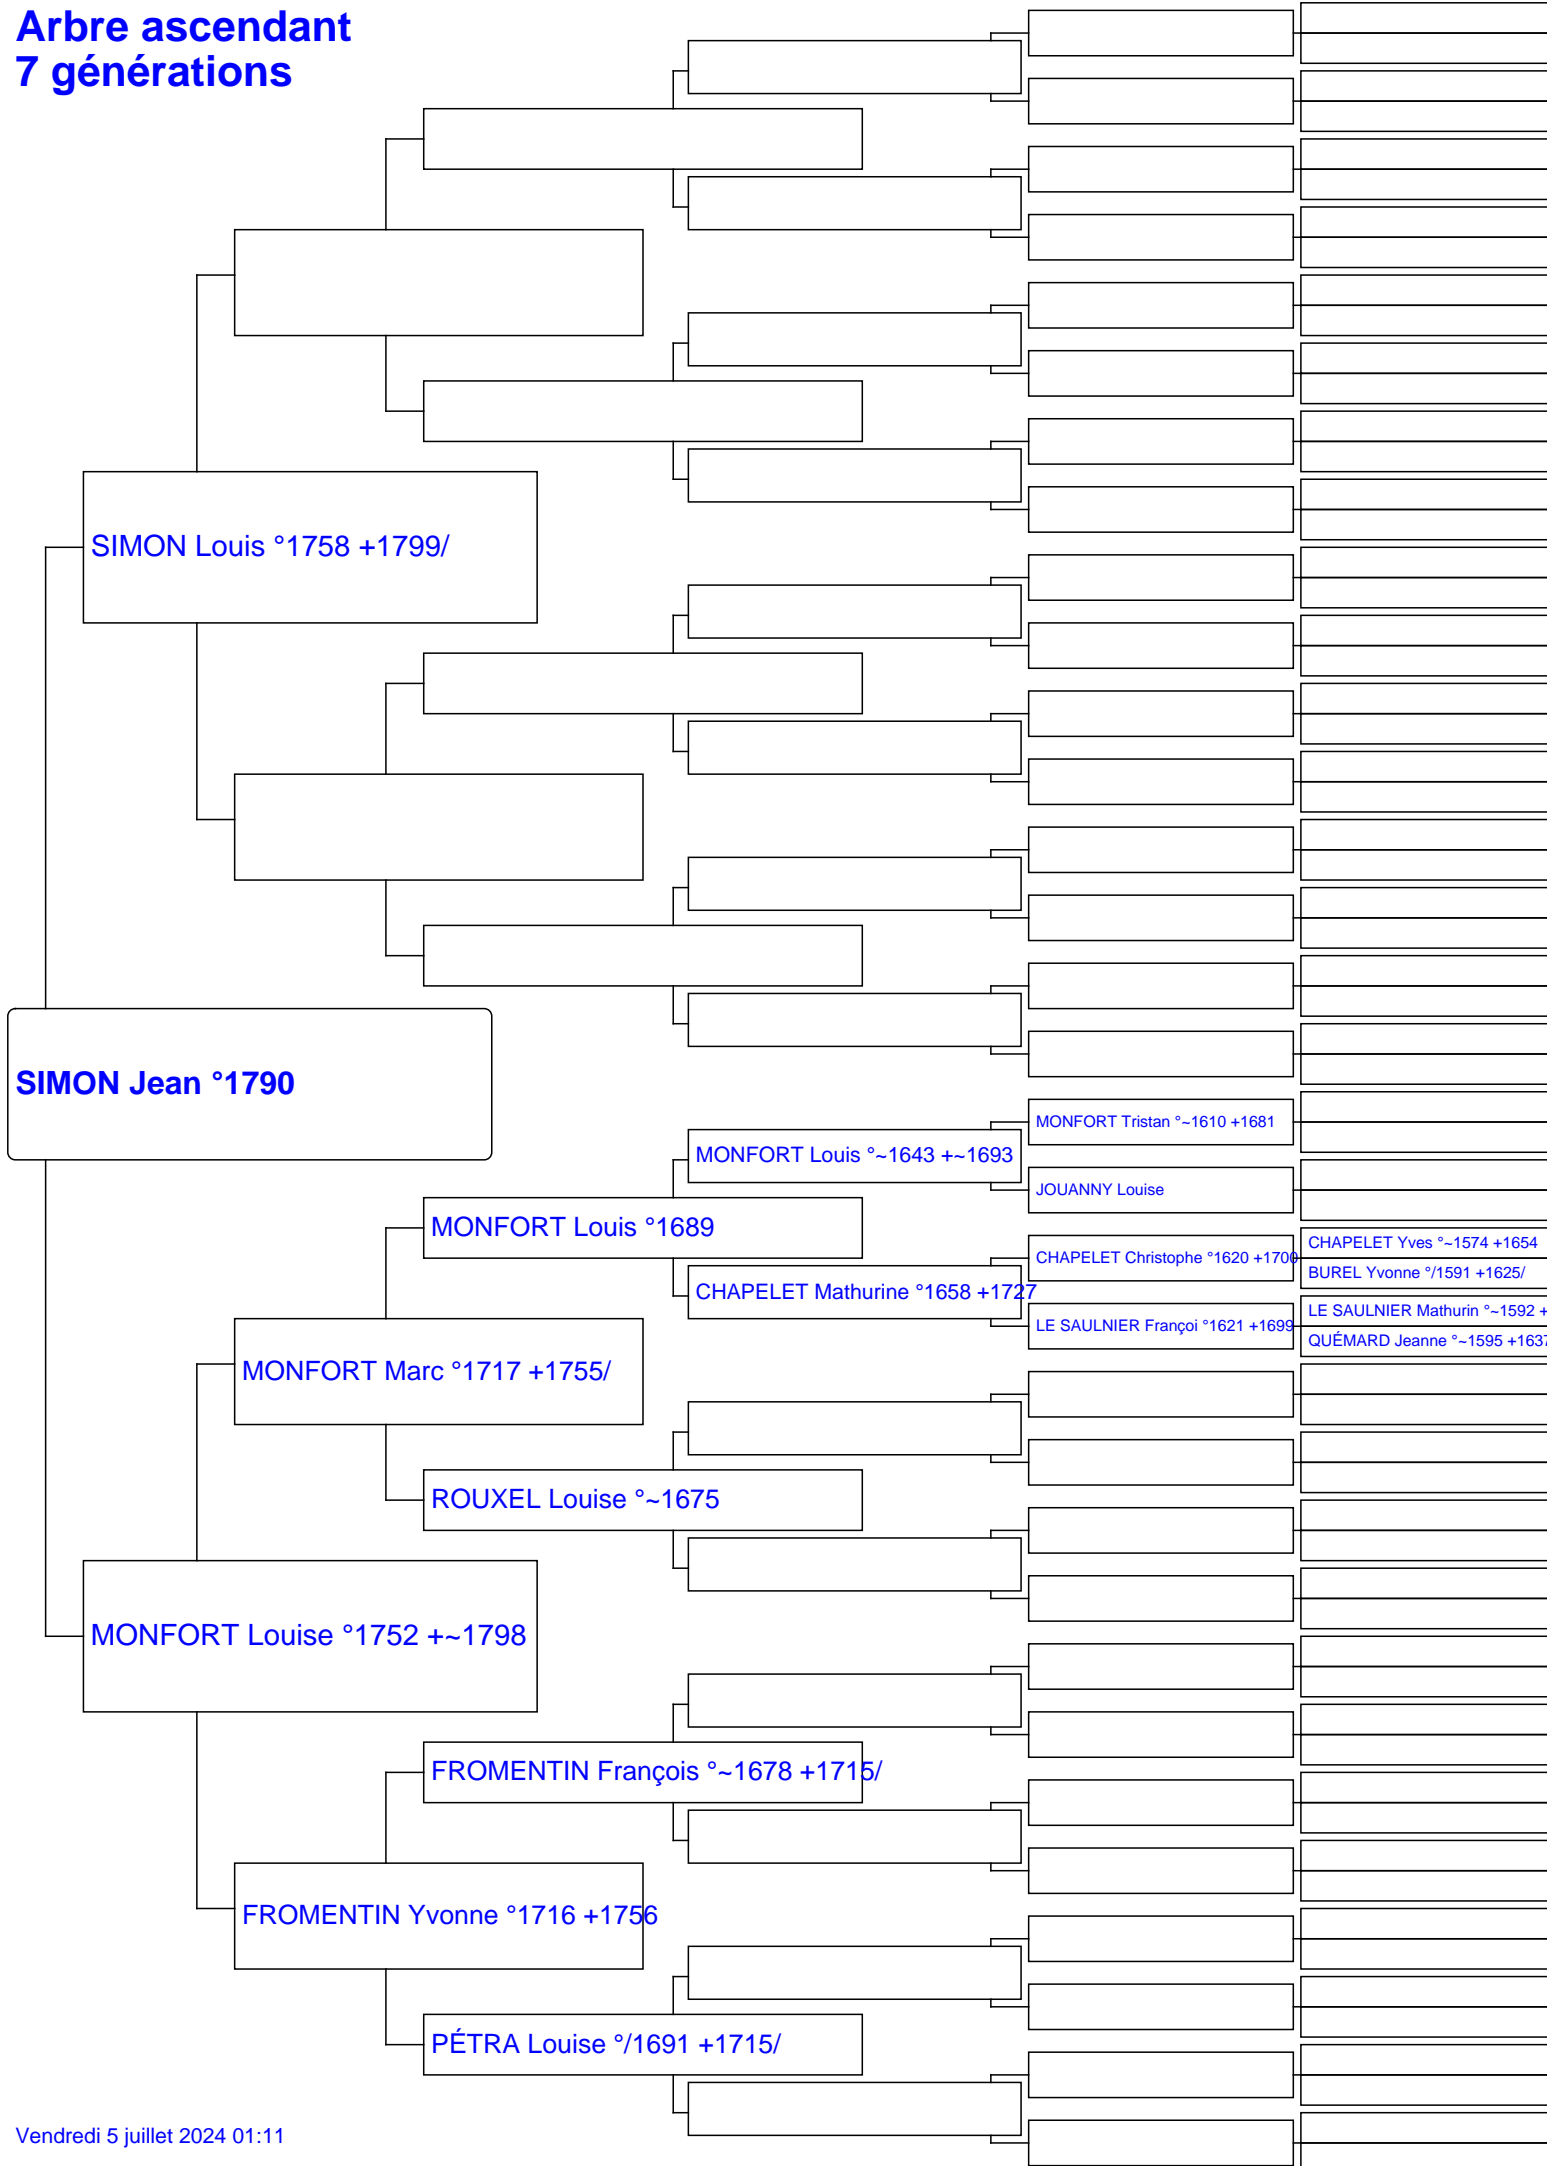 Arbre ascendant
7 générations
SIMON Louis °1758 +1799/
SIMON Jean °1790
MONFORT Tristan °~1610 +1681
MONFORT Louis °~1643 +~1693
JOUANNY Louise
MONFORT Louis °1689
CHAPELET Yves °~1574 +1654
CHAPELET Christophe °1620 +1700
BUREL Yvonne °/1591 +1625/
CHAPELET Mathurine °1658 +1727
LE SAULNIER Mathurin °~1592 +
LE SAULNIER Françoi °1621 +1699
QUÉMARD Jeanne °~1595 +1637
MONFORT Marc °1717 +1755/
ROUXEL Louise °~1675
MONFORT Louise °1752 +~1798
FROMENTIN François °~1678 +1715/
FROMENTIN Yvonne °1716 +1756
PÉTRA Louise °/1691 +1715/
Vendredi 5 juillet 2024 01:11